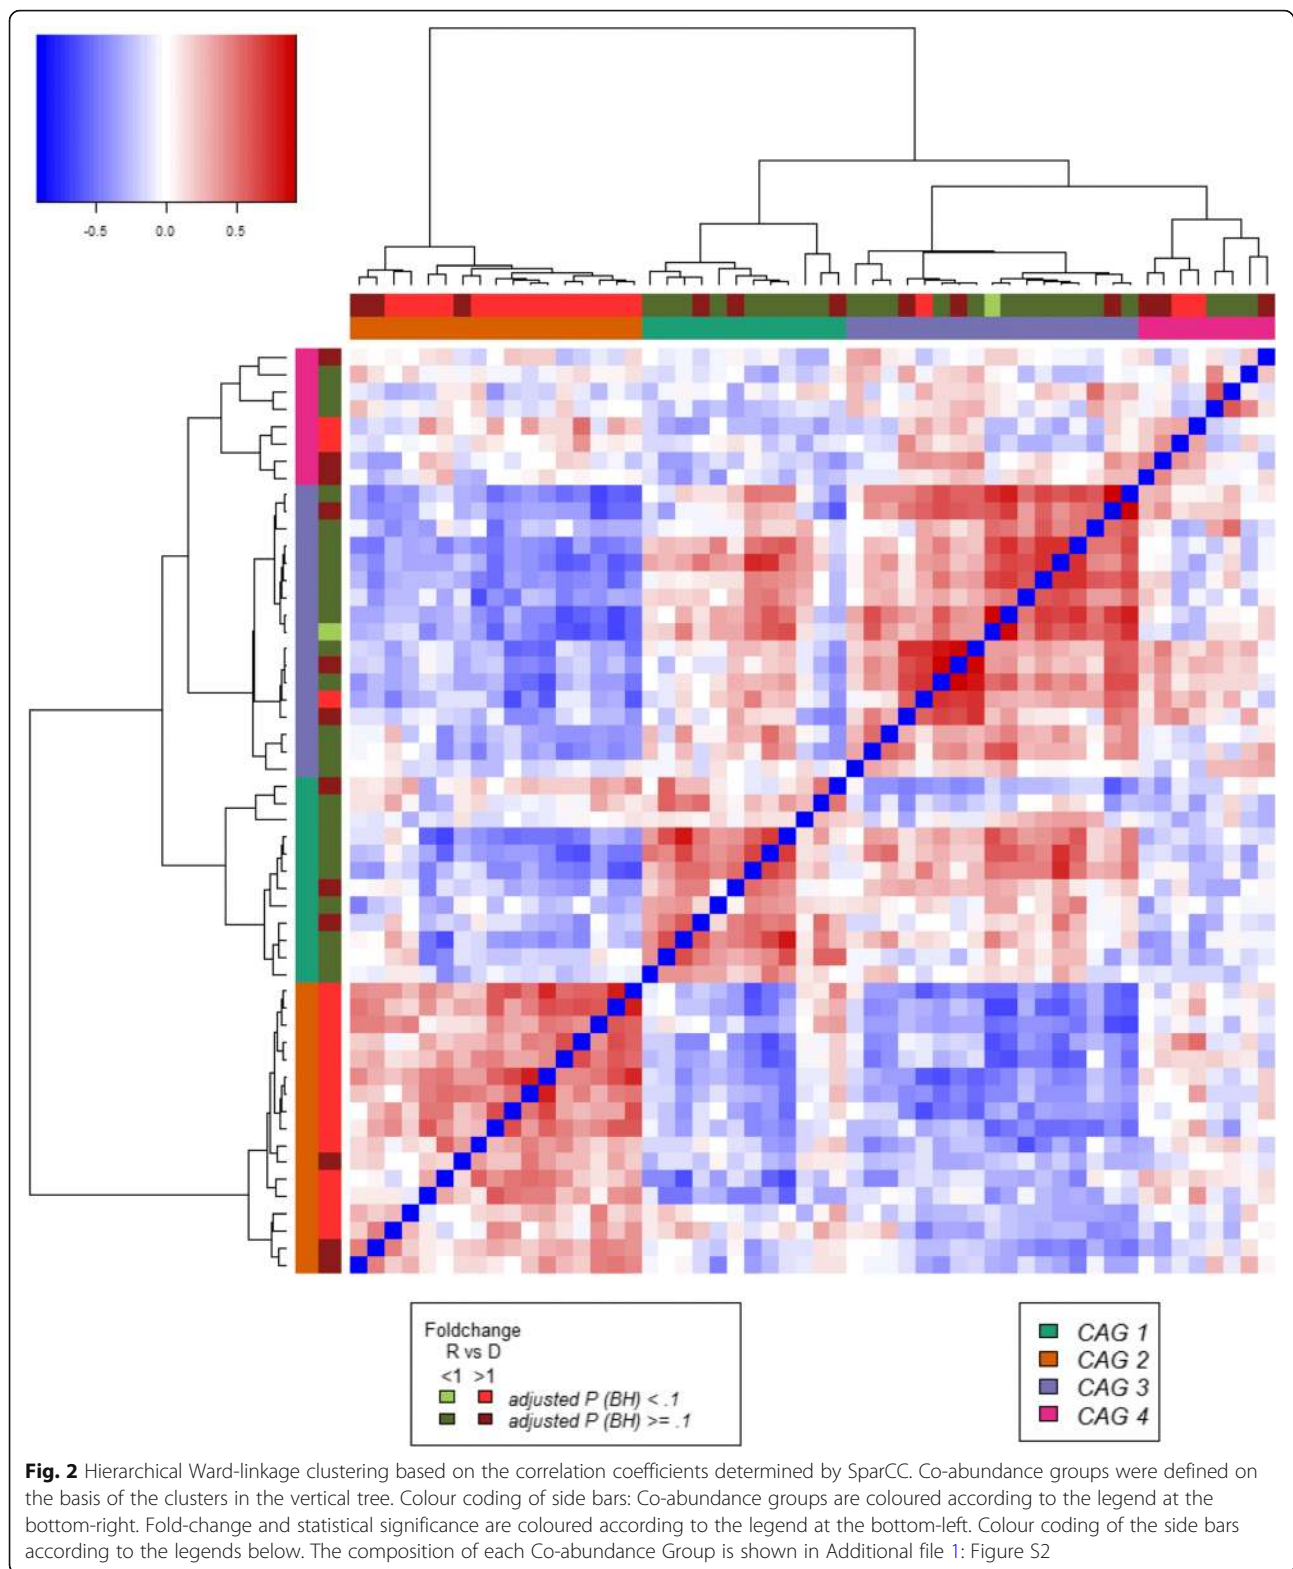 -0.5 0.0 0.5
Foldchange
R vs D
<1 >1
adjusted P (BH) < .1
adjusted P (BH) >= .1
CAG 1
CAG 2
CAG 3
CAG 4
Fig. 2 Hierarchical Ward-linkage clustering based on the correlation coefficients determined by SparCC. Co-abundance groups were defined on
the basis of the clusters in the vertical tree. Colour coding of side bars: Co-abundance groups are coloured according to the legend at the
bottom-right. Fold-change and statistical significance are coloured according to the legend at the bottom-left. Colour coding of the side bars
according to the legends below. The composition of each Co-abundance Group is shown in Additional file 1: Figure S2